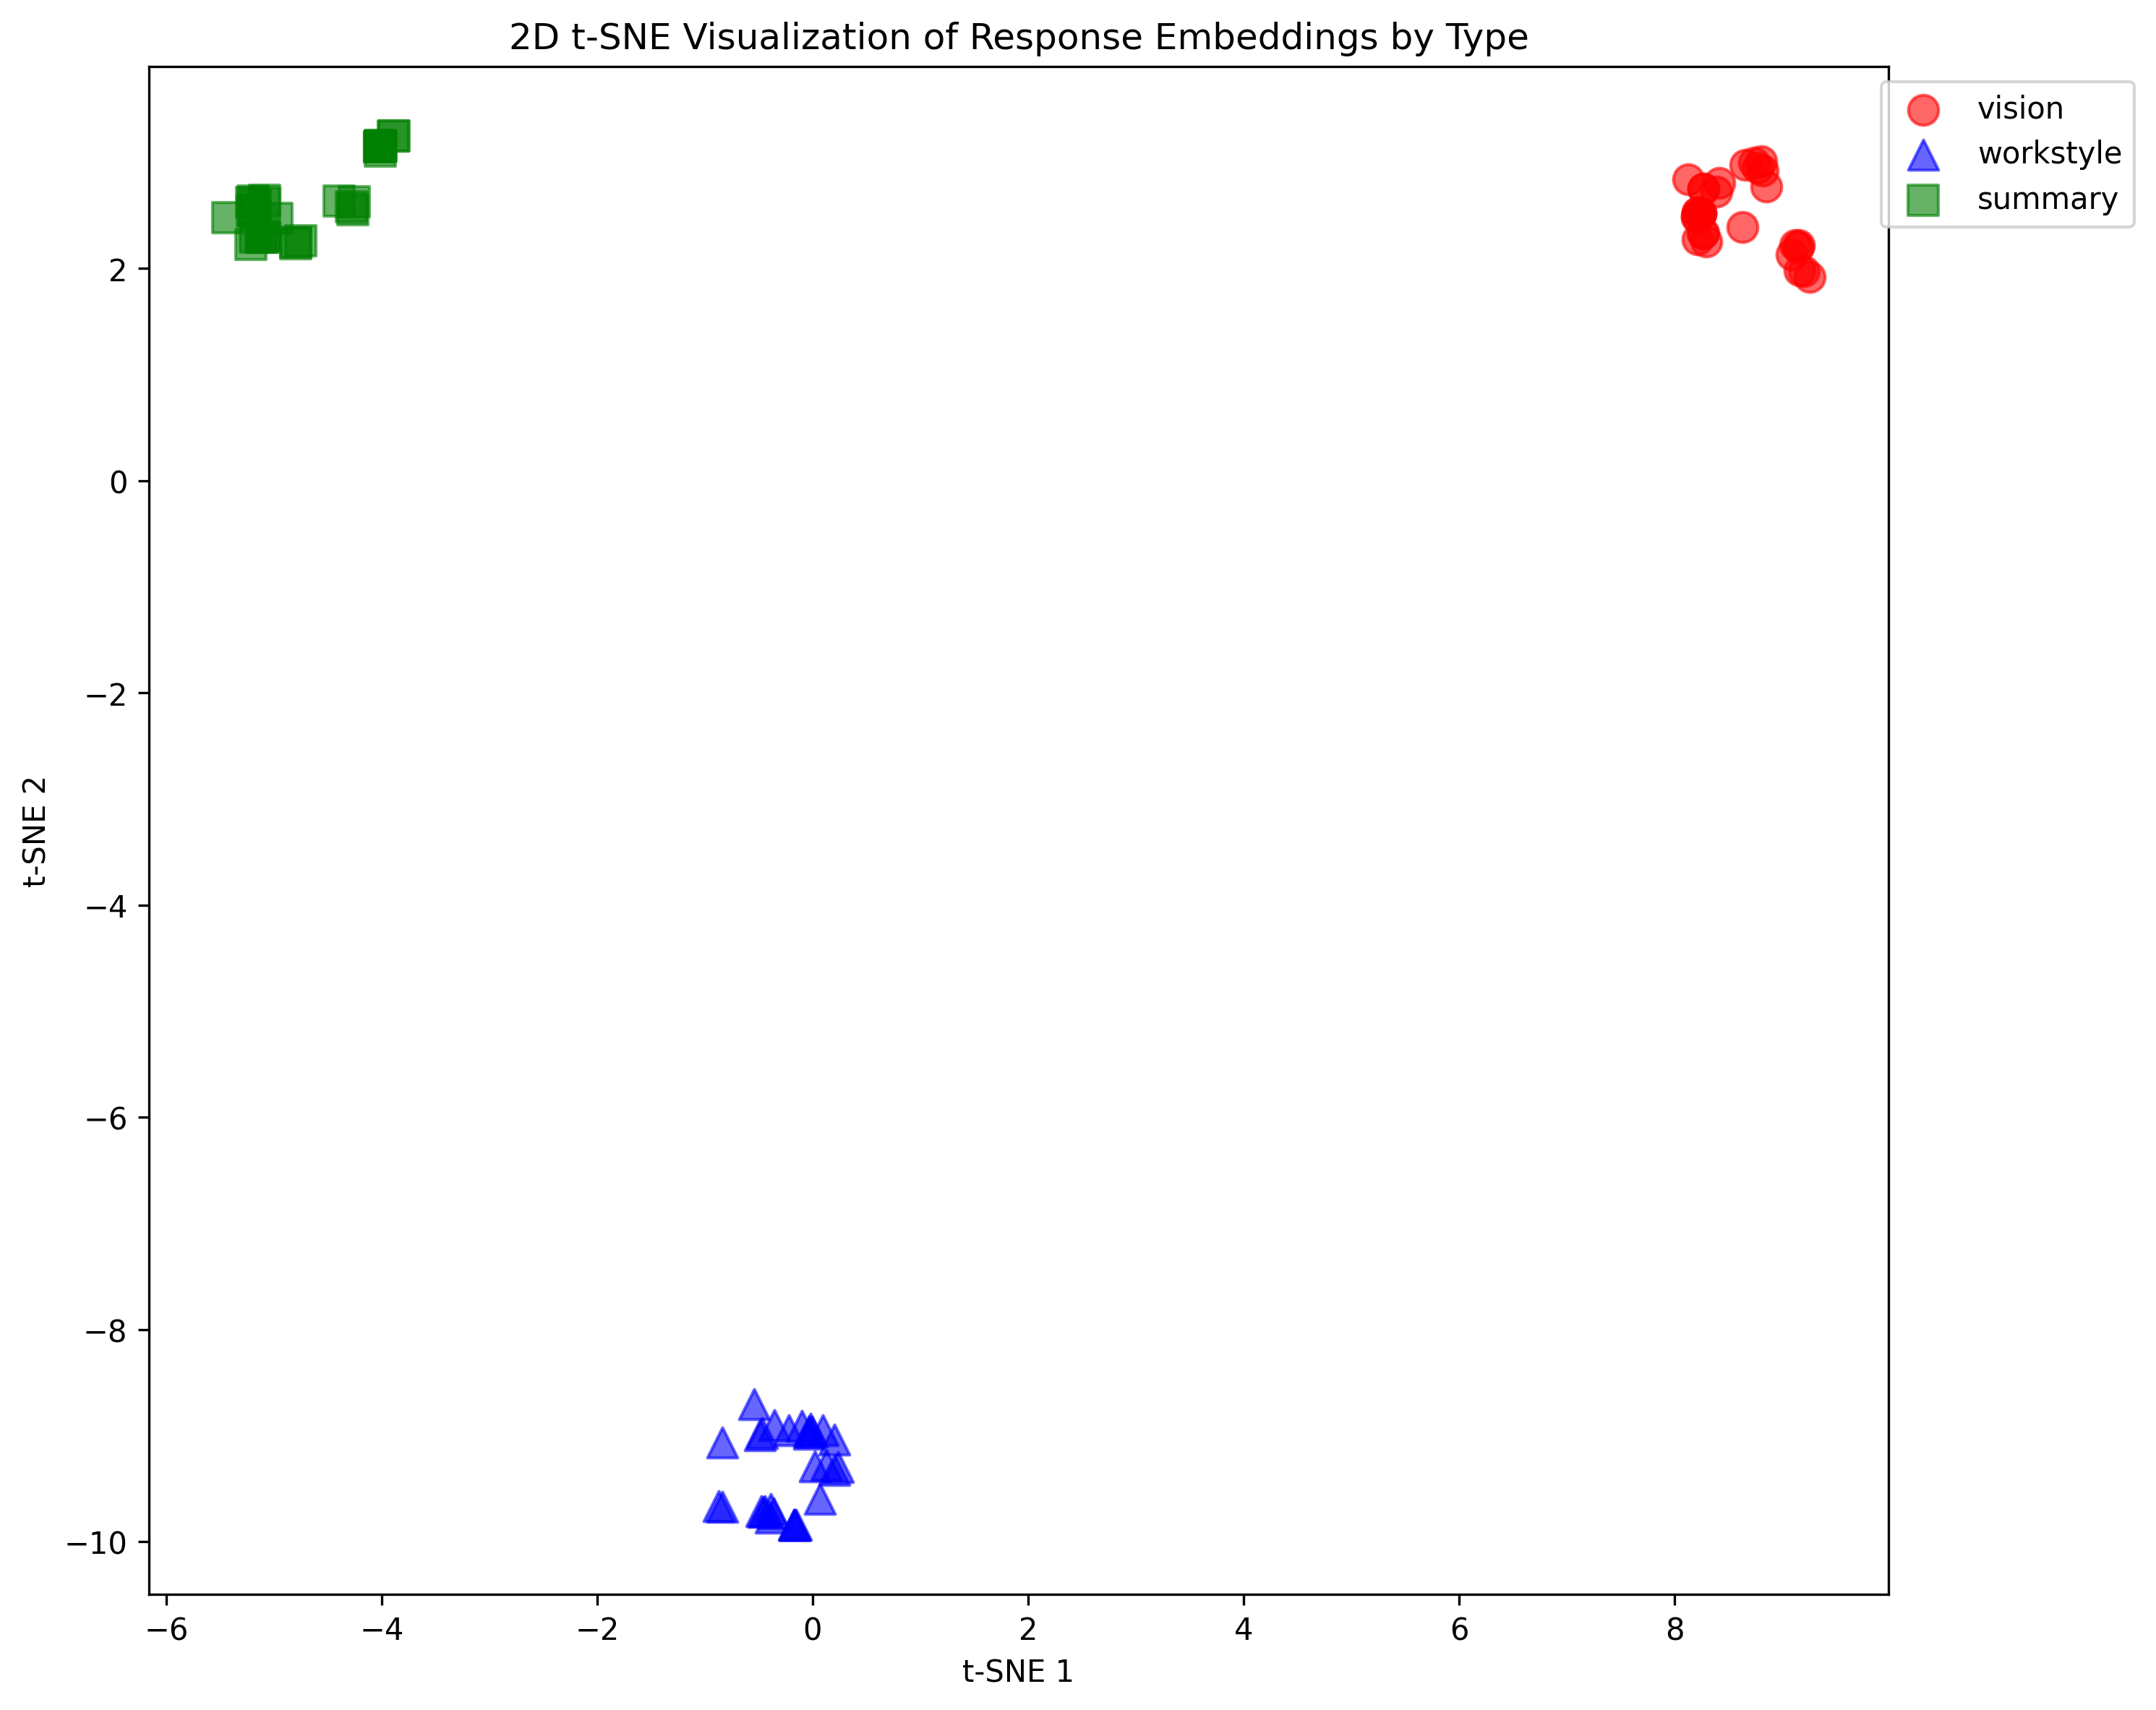 2D t-SNE Visualization of Response Embeddings by Type
vision
workstyle
summary
2
0
−2
−4
−6
−8
−10
t-SNE 2
−6
−4
−2
0
2
4
6
8
t-SNE 1